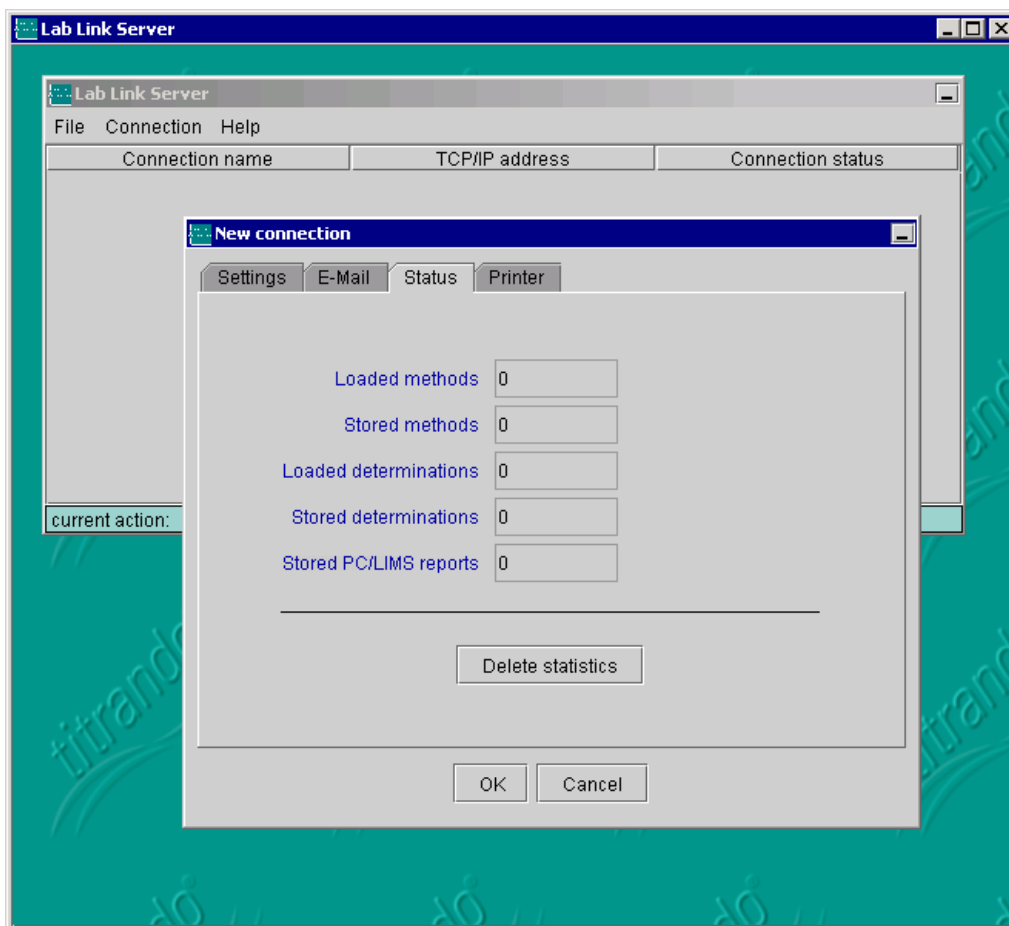 Lab Link Server
Lab Link Server
File Connection Help
Connection name TCP/IP address Connection status
New connection
Settings E-Mail Status Printer
Loaded methods 0
Stored methods 0
Loaded determinations 0
Stored determinations 0
Stored PC/LIMS reports 0
current action:
Delete statistics
OK Cancel
titrando